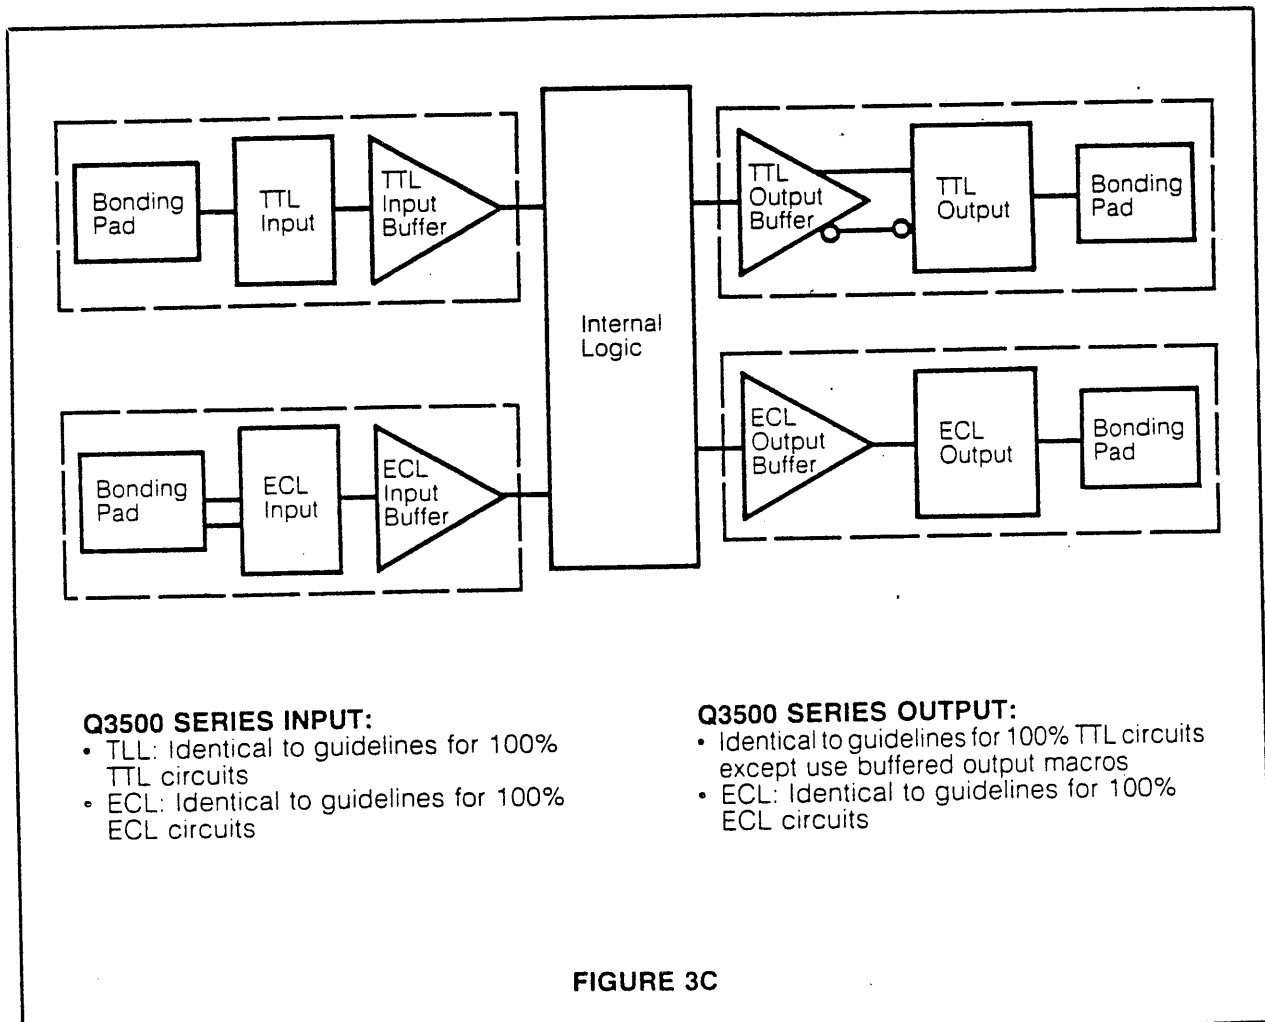 Bonding
Pad
TTL
Input
TTL
Input
Buffer
Internal
Logic
TTL
Output
Buffer
TTL
Output
Bonding
Pad
Bonding
Pad
ECL
Input
ECL
Input
Buffer
ECL
Output
Buffer
ECL
Output
Bonding
Pad
Q3500 SERIES INPUT:
• TLL: Identical to guidelines for 100%
TTL circuits
• ECL: Identical to guidelines for 100%
ECL circuits
Q3500 SERIES OUTPUT:
• Identical to guidelines for 100% TTL circuits
except use buffered output macros
• ECL: Identical to guidelines for 100%
ECL circuits
FIGURE 3C